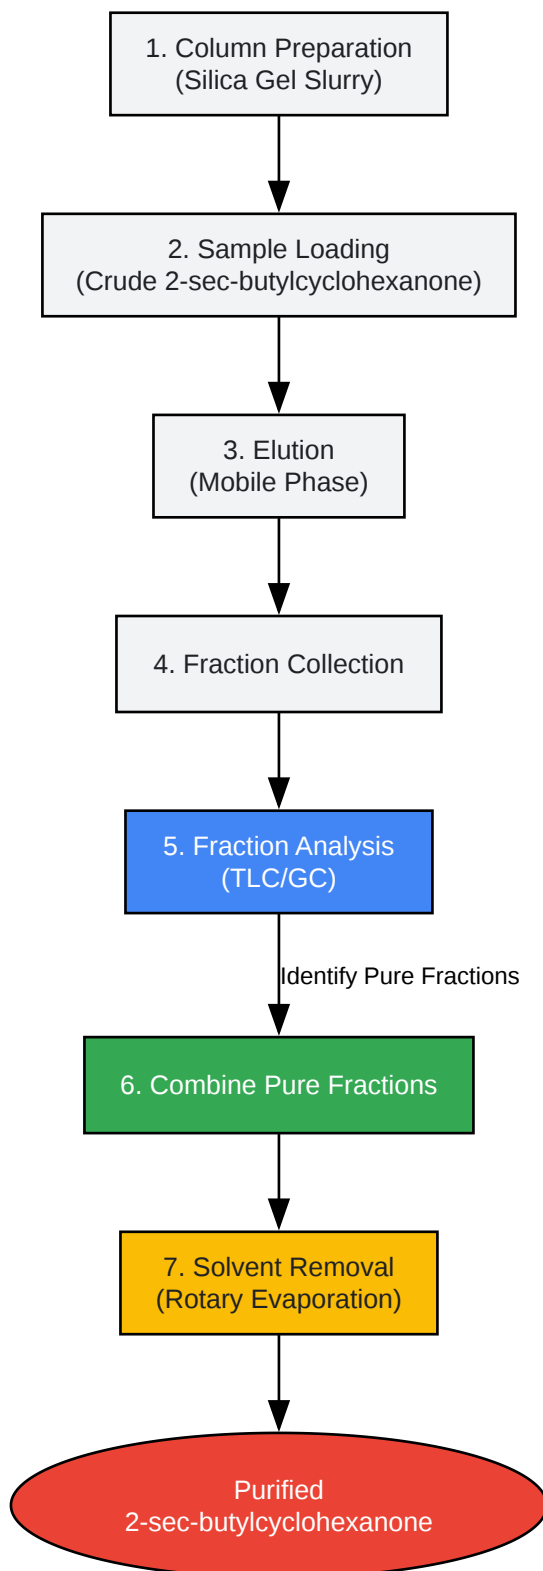 1. Column Preparation
(Silica Gel Slurry)
2. Sample Loading
(Crude 2-sec-butylcyclohexanone)
3. Elution
(Mobile Phase)
4. Fraction Collection
5. Fraction Analysis
(TLC/GC)
Identify Pure Fractions
6. Combine Pure Fractions
7. Solvent Removal
(Rotary Evaporation)
Purified
2-sec-butylcyclohexanone